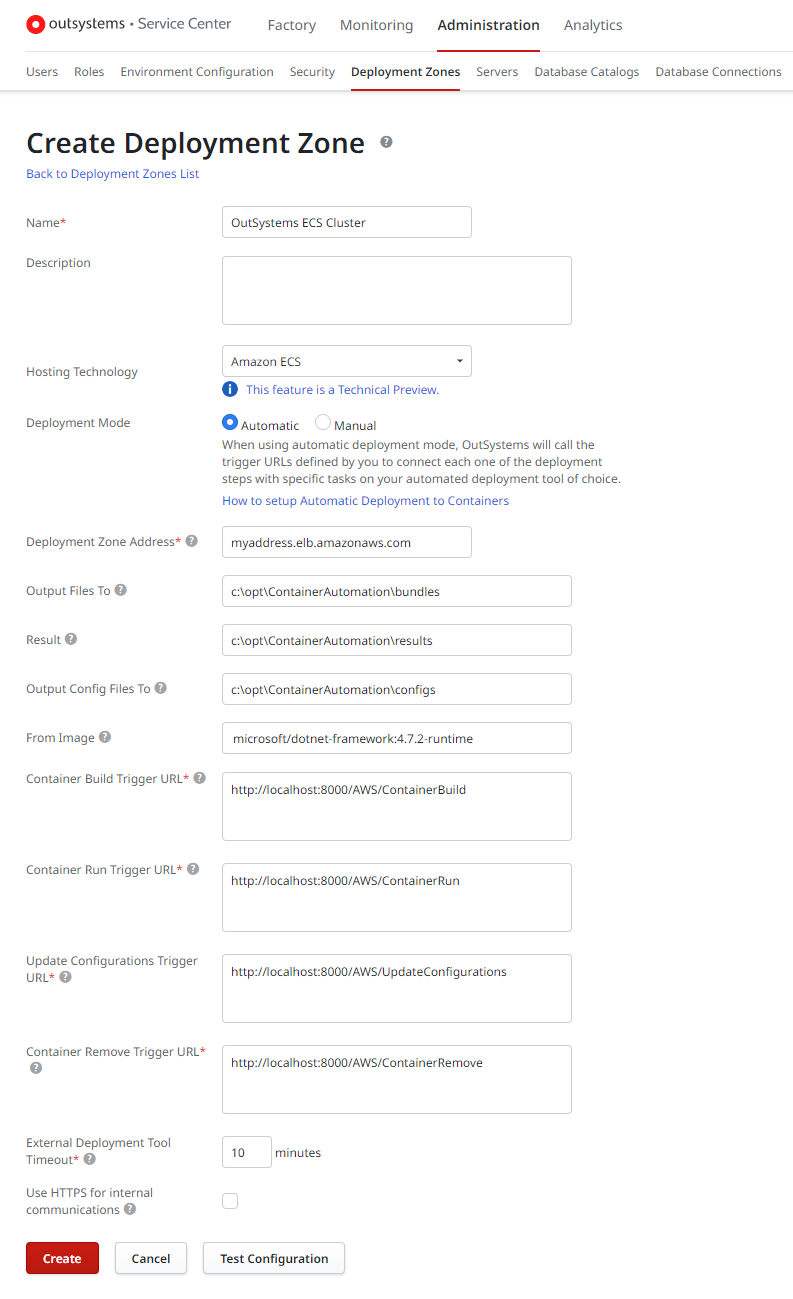 outsystems • Service Center Factory Monitoring Administration Analytics
Users Roles Environment Configuration Security Deployment Zones Servers Database Catalogs Database Connections
Create Deployment Zone ?
Back to Deployment Zones List
Name* OutSystems ECS Cluster
Description
Hosting Technology Amazon ECS
This feature is a Technical Preview.
Deployment Mode Automatic Manual
When using automatic deployment mode, OutSystems will call the
trigger URLs defined by you to connect each one of the deployment
steps with specific tasks on your automated deployment tool of choice.
How to setup Automatic Deployment to Containers
Deployment Zone Address* ? myaddress.elb.amazonaws.com
Output Files To ? c:\opt\ContainerAutomation\bundles
Result ? c:\opt\ContainerAutomation\results
Output Config Files To ? c:\opt\ContainerAutomation\configs
From Image ? microsoft/dotnet-framework:4.7.2-runtime
Container Build Trigger URL* ? http://localhost:8000/AWS/ContainerBuild
Container Run Trigger URL* ? http://localhost:8000/AWS/ContainerRun
Update Configurations Trigger
URL* ? http://localhost:8000/AWS/UpdateConfigurations
Container Remove Trigger URL*
? http://localhost:8000/AWS/ContainerRemove
External Deployment Tool
Timeout* ? 10 minutes
Use HTTPS for internal
communications ?
Create Cancel Test Configuration